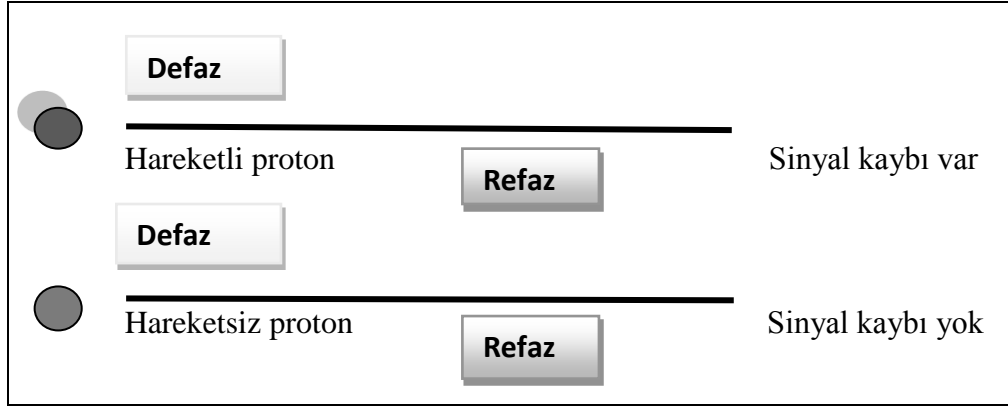 Defaz
Hareketli proton
Refaz
Sinyal kaybı var
Defaz
Hareketsiz proton
Refaz
Sinyal kaybı yok